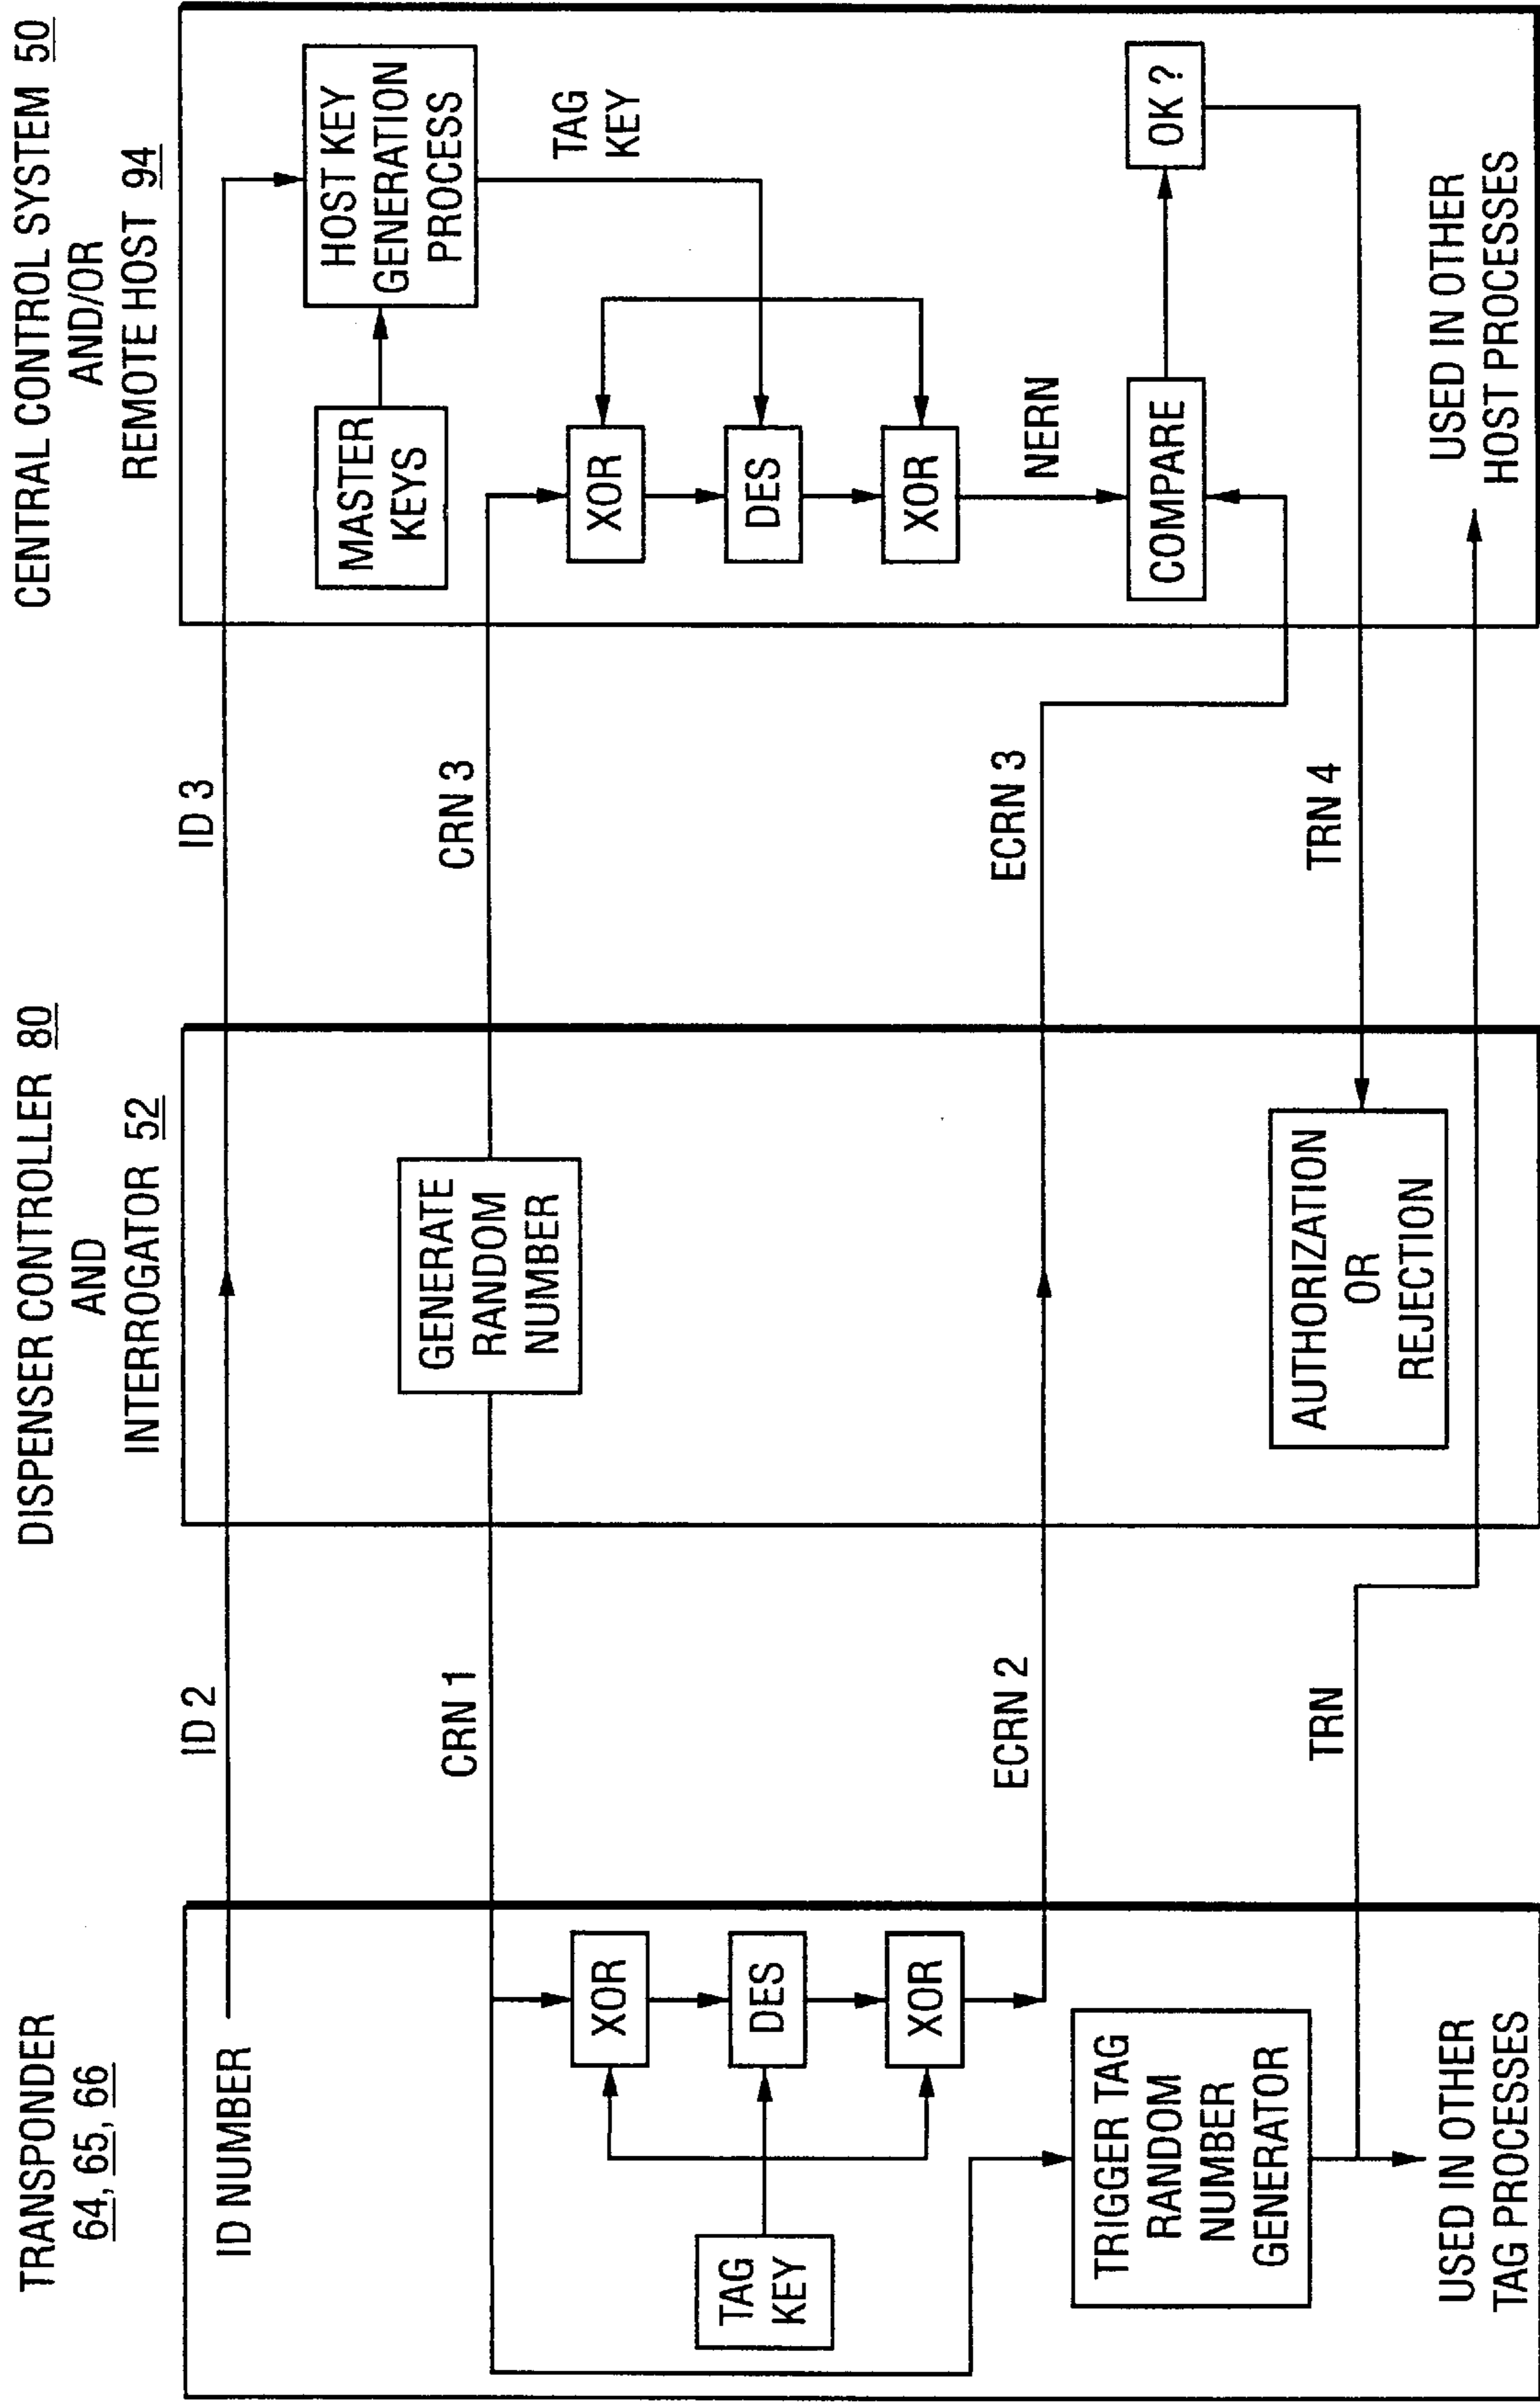 TRANSPONDER
64, 65, 66
ID NUMBER
TAG
KEY
XOR
DES
XOR
TRIGGER TAG
RANDOM
NUMBER
GENERATOR
USED IN OTHER
TAG PROCESSES
ID 2
CRN 1
ECRN 2
TRN
DISPENSER CONTROLLER 80
AND
INTERROGATOR 52
GENERATE
RANDOM
NUMBER
AUTHORIZATION
OR
REJECTION
ID 3
CRN 3
ECRN 3
TRN 4
CENTRAL CONTROL SYSTEM 50
AND/OR
REMOTE HOST 94
MASTER
KEYS
HOST KEY
GENERATION
PROCESS
TAG
KEY
XOR
DES
XOR
NERN
COMPARE
OK ?
USED IN OTHER
HOST PROCESSES